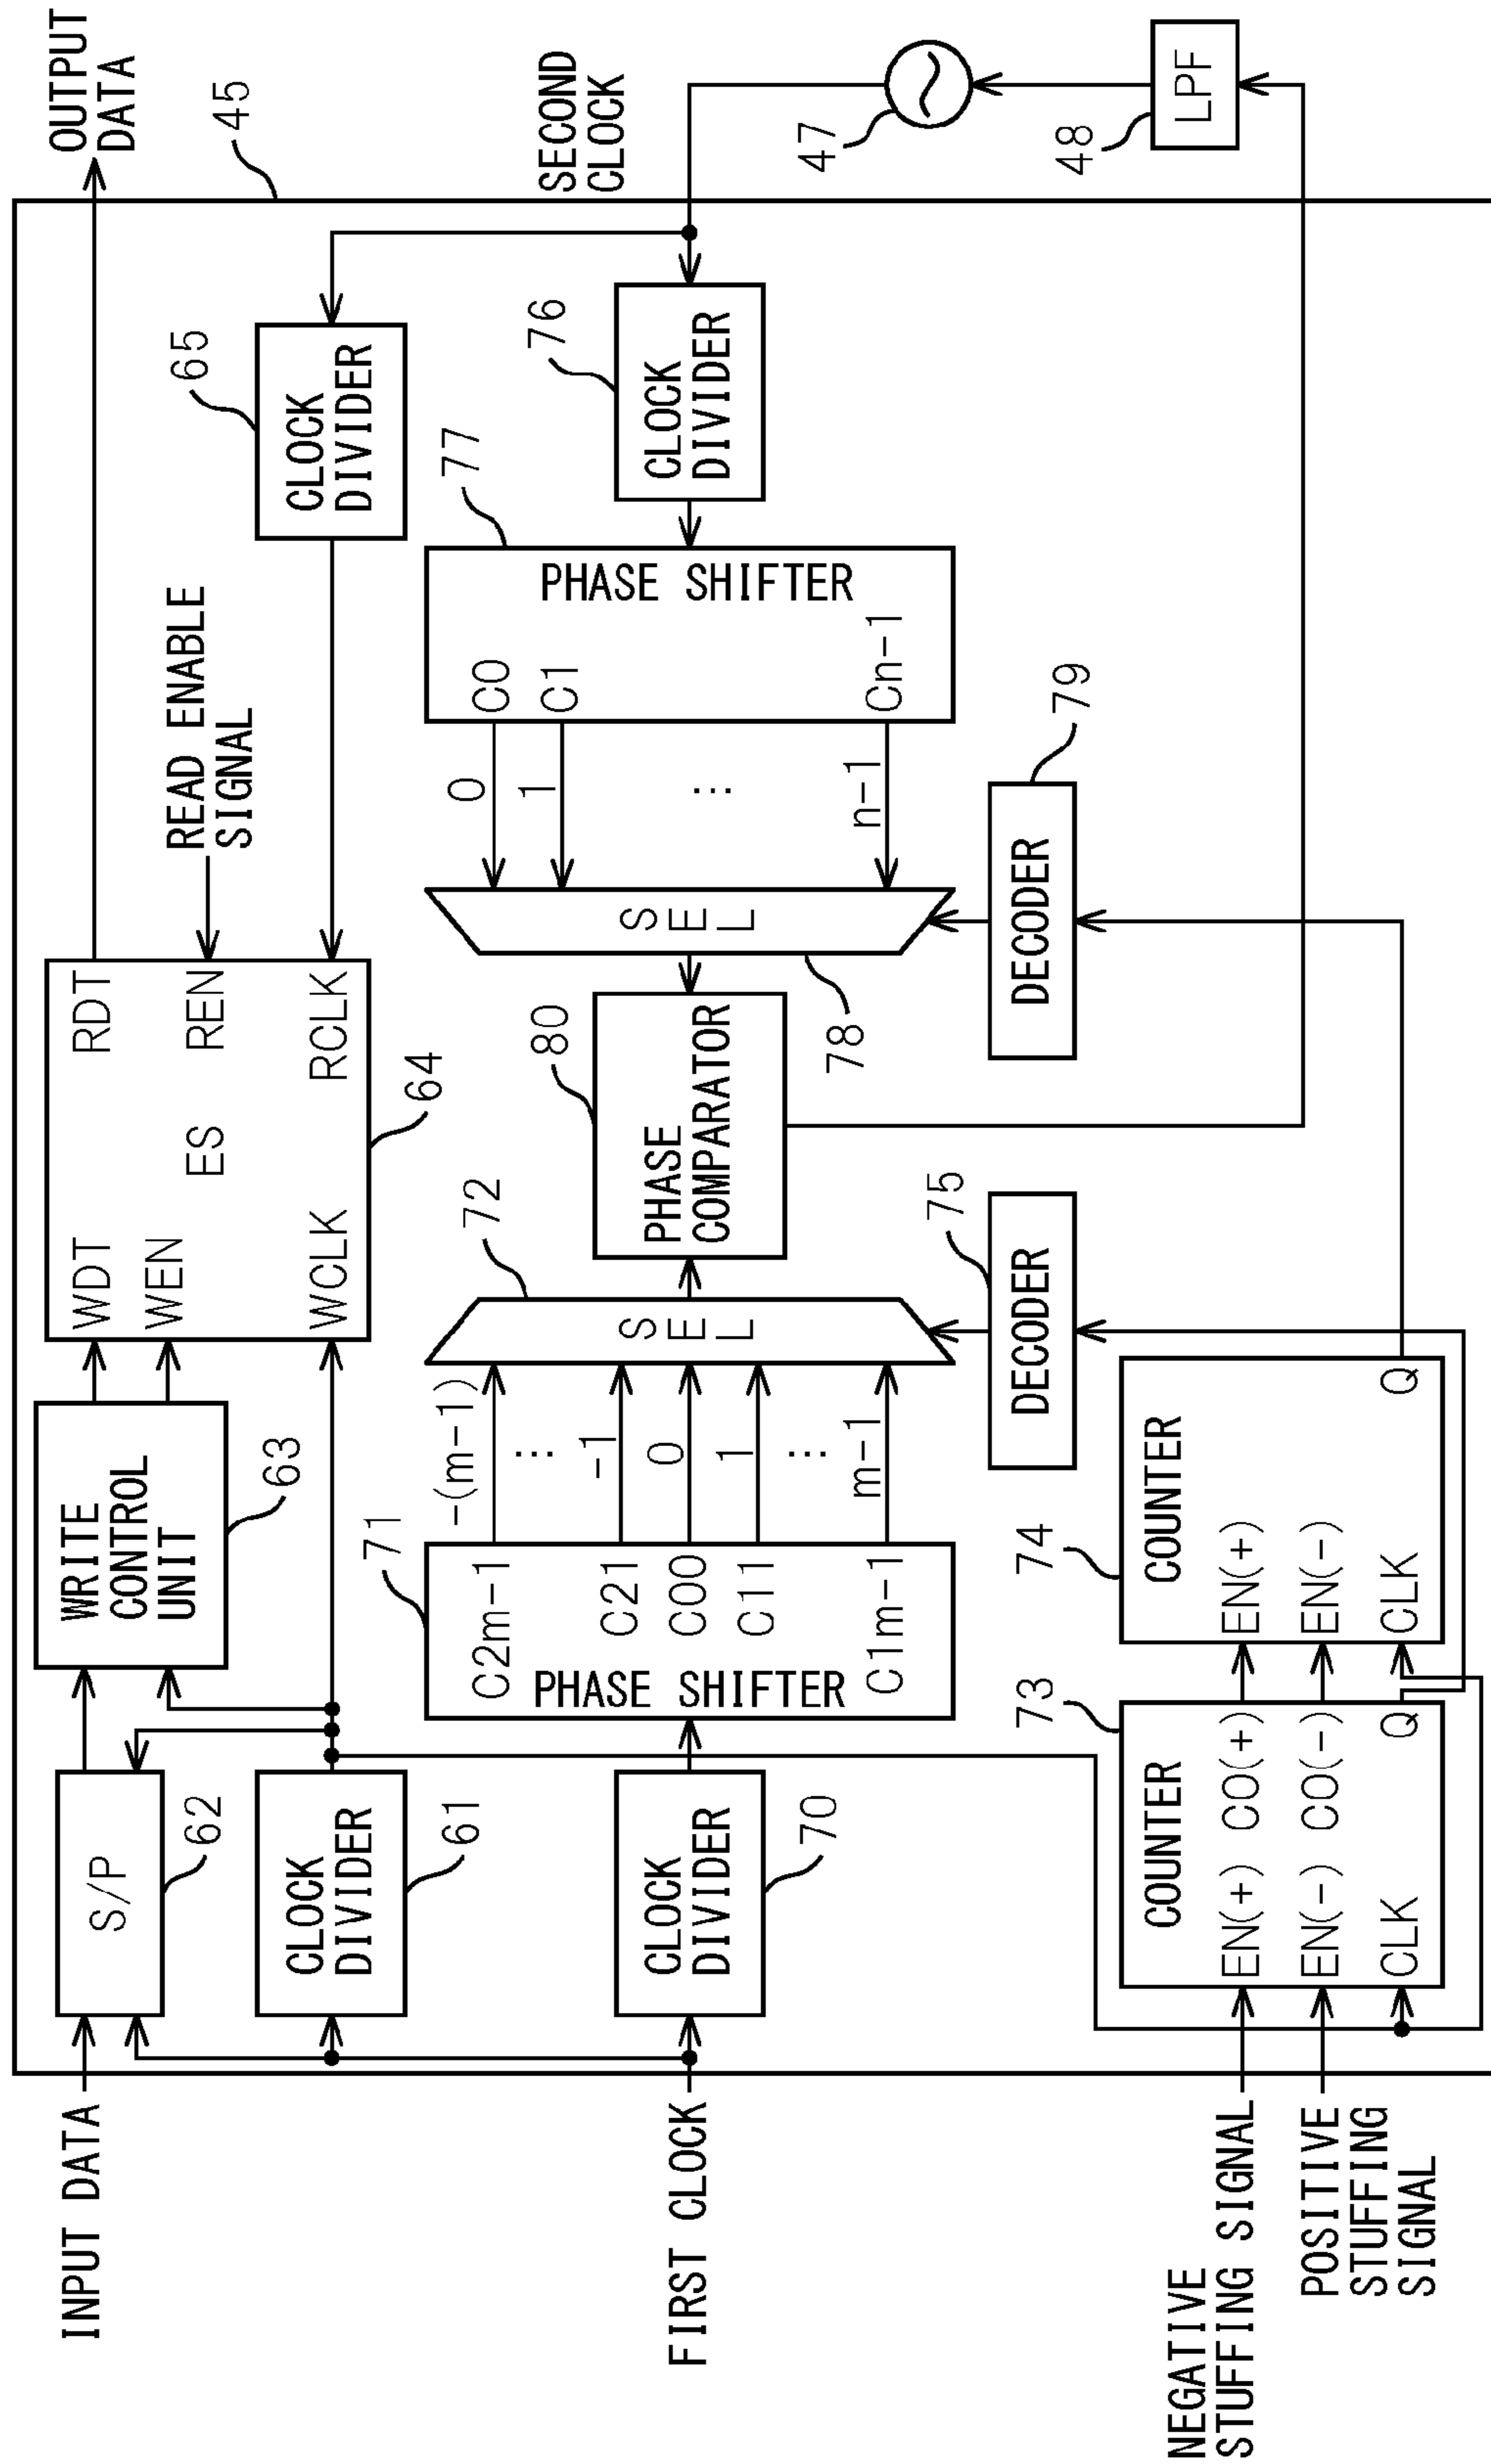 INPUT DATA
S/P
62
WRITE
CONTROL
UNIT
63
WDT
WEN
WCLK
ES
RDT
REN
RCLK
64
READ ENABLE
SIGNAL
OUTPUT
DATA
45
CLOCK
DIVIDER
61
CLOCK
DIVIDER
65
SECOND
CLOCK
FIRST CLOCK
CLOCK
DIVIDER
70
71
PHASE SHIFTER
C2m-1
C21
C00
C11
C1m-1
-(m-1)
⋮
-1
0
1
⋮
m-1
SEL
72
PHASE
COMPARATOR
80
SEL
78
0
1
⋮
n-1
C0
C1
Cn-1
PHASE SHIFTER
77
CLOCK
DIVIDER
76
47
LPF
48
NEGATIVE
STUFFING SIGNAL
POSITIVE
STUFFING
SIGNAL
73
COUNTER
EN(+) CO(+)
EN(-) CO(-)
CLK
Q
74
COUNTER
EN(+)
EN(-)
CLK
Q
DECODER
75
DECODER
79